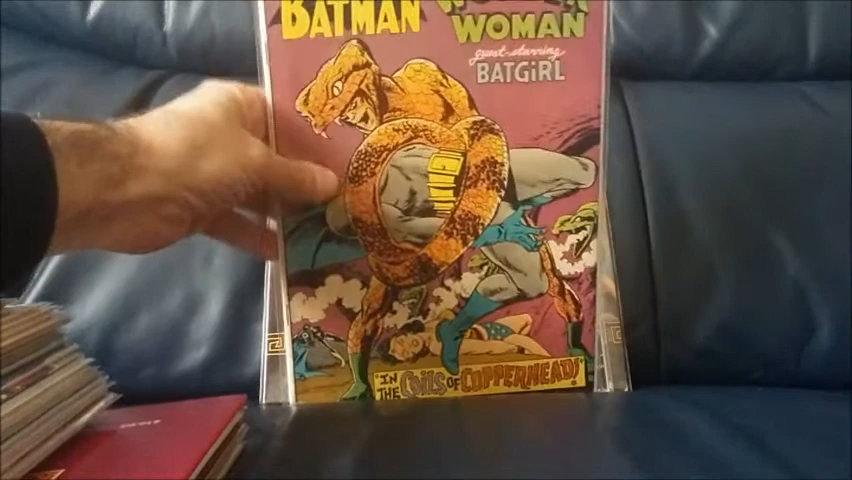 BATMAN
WOMAN
guest-starring
BATGiRL
"IN THE COiLS OF COPPERHEAD!"